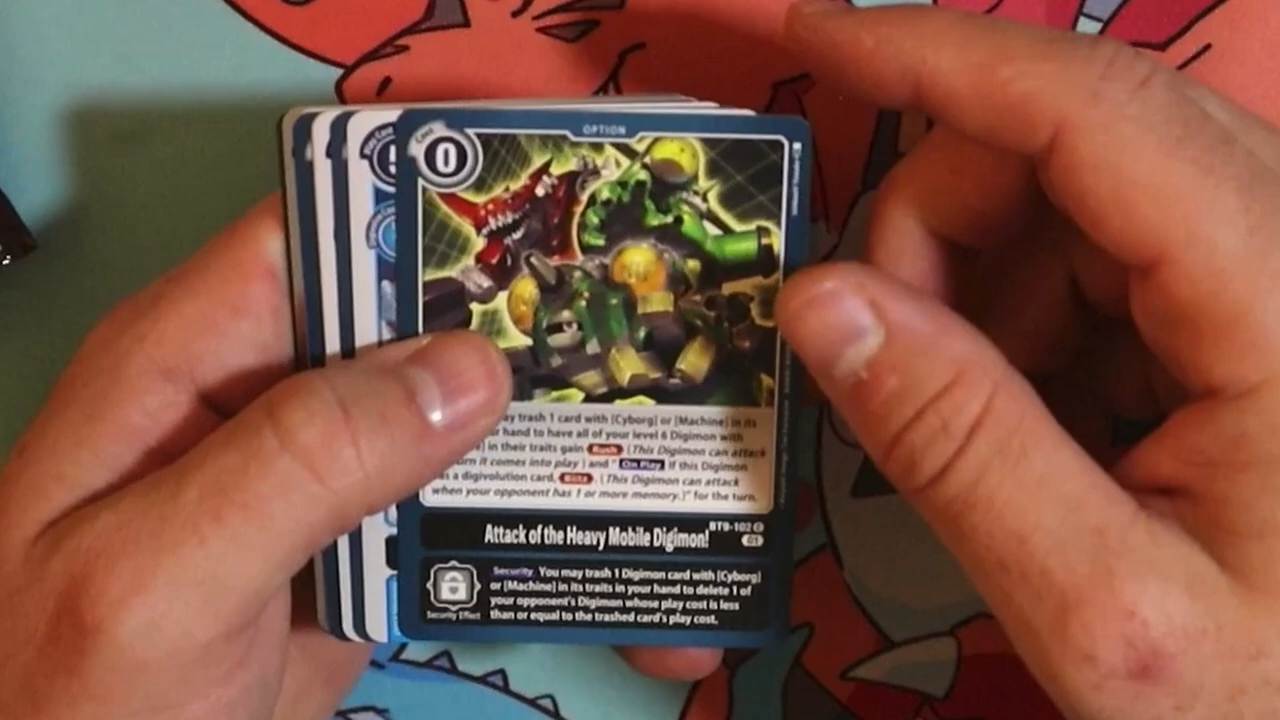 OPTION
Cost
0
ay trash 1 card with [Cyborg] or [Machine] in its
ur hand to have all of your level 6 Digimon with
e] in their traits gain Rush (This Digimon can attack
urn it comes into play.) and " On Play If this Digimon
as a digivolution card, Blitz. (This Digimon can attack
when your opponent has 1 or more memory.)" for the turn.
BT9-102 U
Attack of the Heavy Mobile Digimon!
01
Security You may trash 1 Digimon card with [Cyborg]
or [Machine] in its traits in your hand to delete 1 of
your opponent's Digimon whose play cost is less
than or equal to the trashed card's play cost.
Security Effect